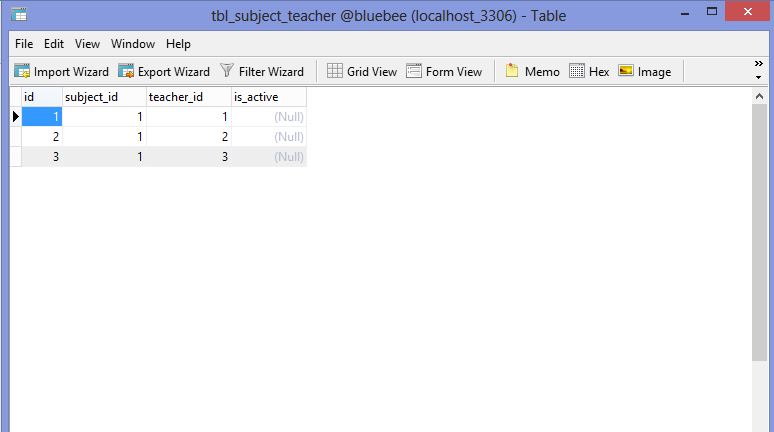 tbl_subject_teacher @bluebee (localhost_3306) - Table
File Edit View Window Help
Import Wizard Export Wizard Filter Wizard Grid View Form View Memo Hex Image
id subject_id teacher_id is_active
1 1 1 (Null)
2 1 2 (Null)
3 1 3 (Null)